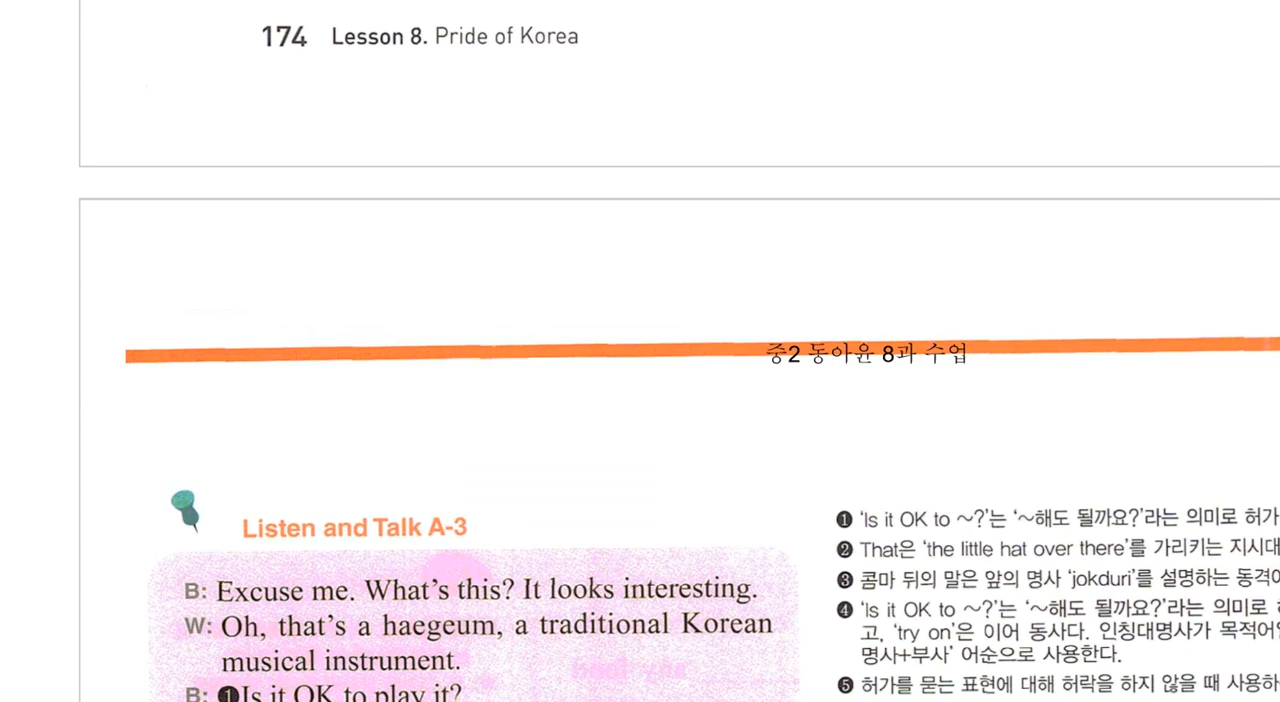 174 Lesson 8. Pride of Korea
중2 동아윤 8과 수업
Listen and Talk A-3
B: Excuse me. What's this? It looks interesting.
W: Oh, that's a haegeum, a traditional Korean
musical instrument.
B: ❶Is it OK to play it?
❶ 'Is it OK to ~?'는 '~해도 될까요?'라는 의미로 허가
❷ That은 'the little hat over there'를 가리키는 지시대
❸ 콤마 뒤의 말은 앞의 명사 'jokduri'를 설명하는 동격
❹ 'Is it OK to ~?'는 '~해도 될까요?'라는 의미로
고, 'try on'은 이어 동사다. 인칭대명사가 목적어
명사+부사' 어순으로 사용한다.
❺ 허가를 묻는 표현에 대해 허락을 하지 않을 때 사용하